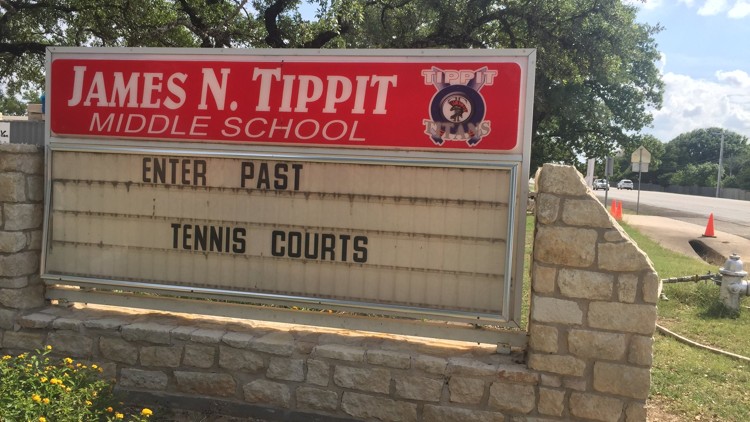 JAMES N. TIPPIT
MIDDLE SCHOOL
TIPPIT
TITANS
ENTER PAST
TENNIS COURTS